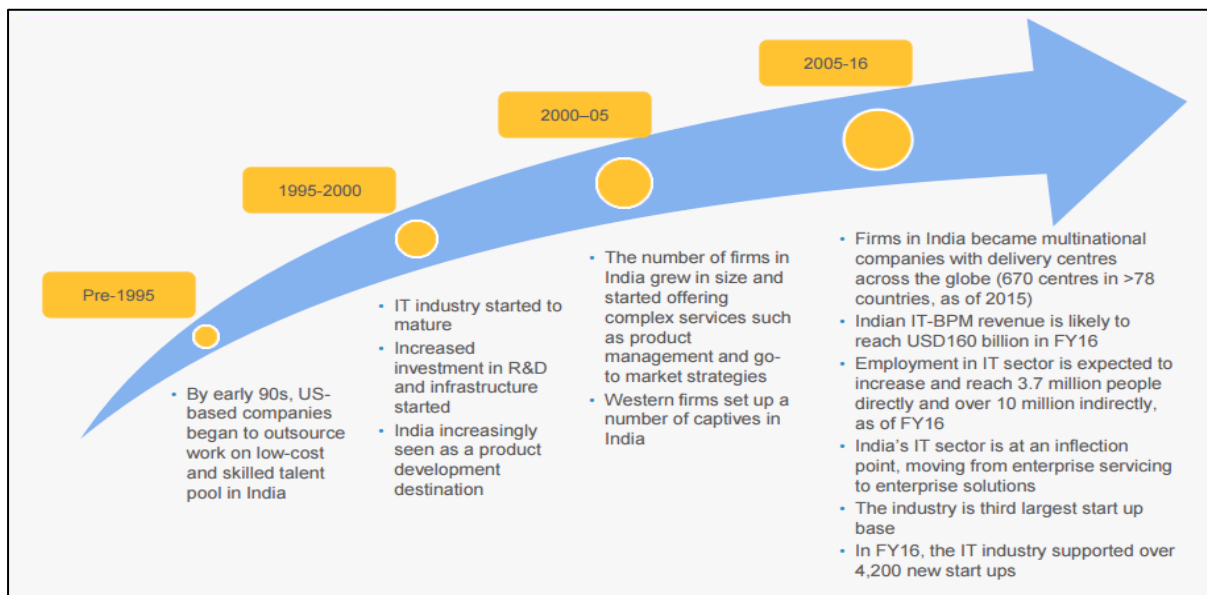 Pre-1995
• By early 90s, US-
based companies
began to outsource
work on low-cost
and skilled talent
pool in India
1995-2000
• IT industry started to
mature
• Increased
investment in R&D
and infrastructure
started
• India increasingly
seen as a product
development
destination
2000–05
• The number of firms in
India grew in size and
started offering
complex services such
as product
management and go-
to market strategies
• Western firms set up a
number of captives in
India
2005-16
• Firms in India became multinational
companies with delivery centres
across the globe (670 centres in >78
countries, as of 2015)
• Indian IT-BPM revenue is likely to
reach USD160 billion in FY16
• Employment in IT sector is expected to
increase and reach 3.7 million people
directly and over 10 million indirectly,
as of FY16
• India’s IT sector is at an inflection
point, moving from enterprise servicing
to enterprise solutions
• The industry is third largest start up
base
• In FY16, the IT industry supported over
4,200 new start ups